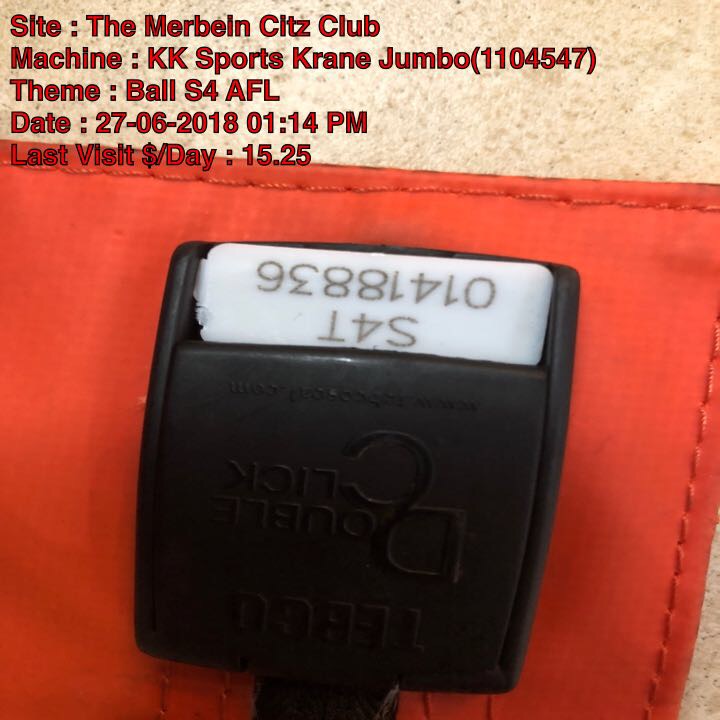 Site : The Merbein Citz Club
Machine : KK Sports Krane Jumbo(1104547)
Theme : Ball S4 AFL
Date : 27-06-2018 01:14 PM
Last Visit $/Day : 15.25
TEBCO
DOUBLE
CLICK
S4T
01418836